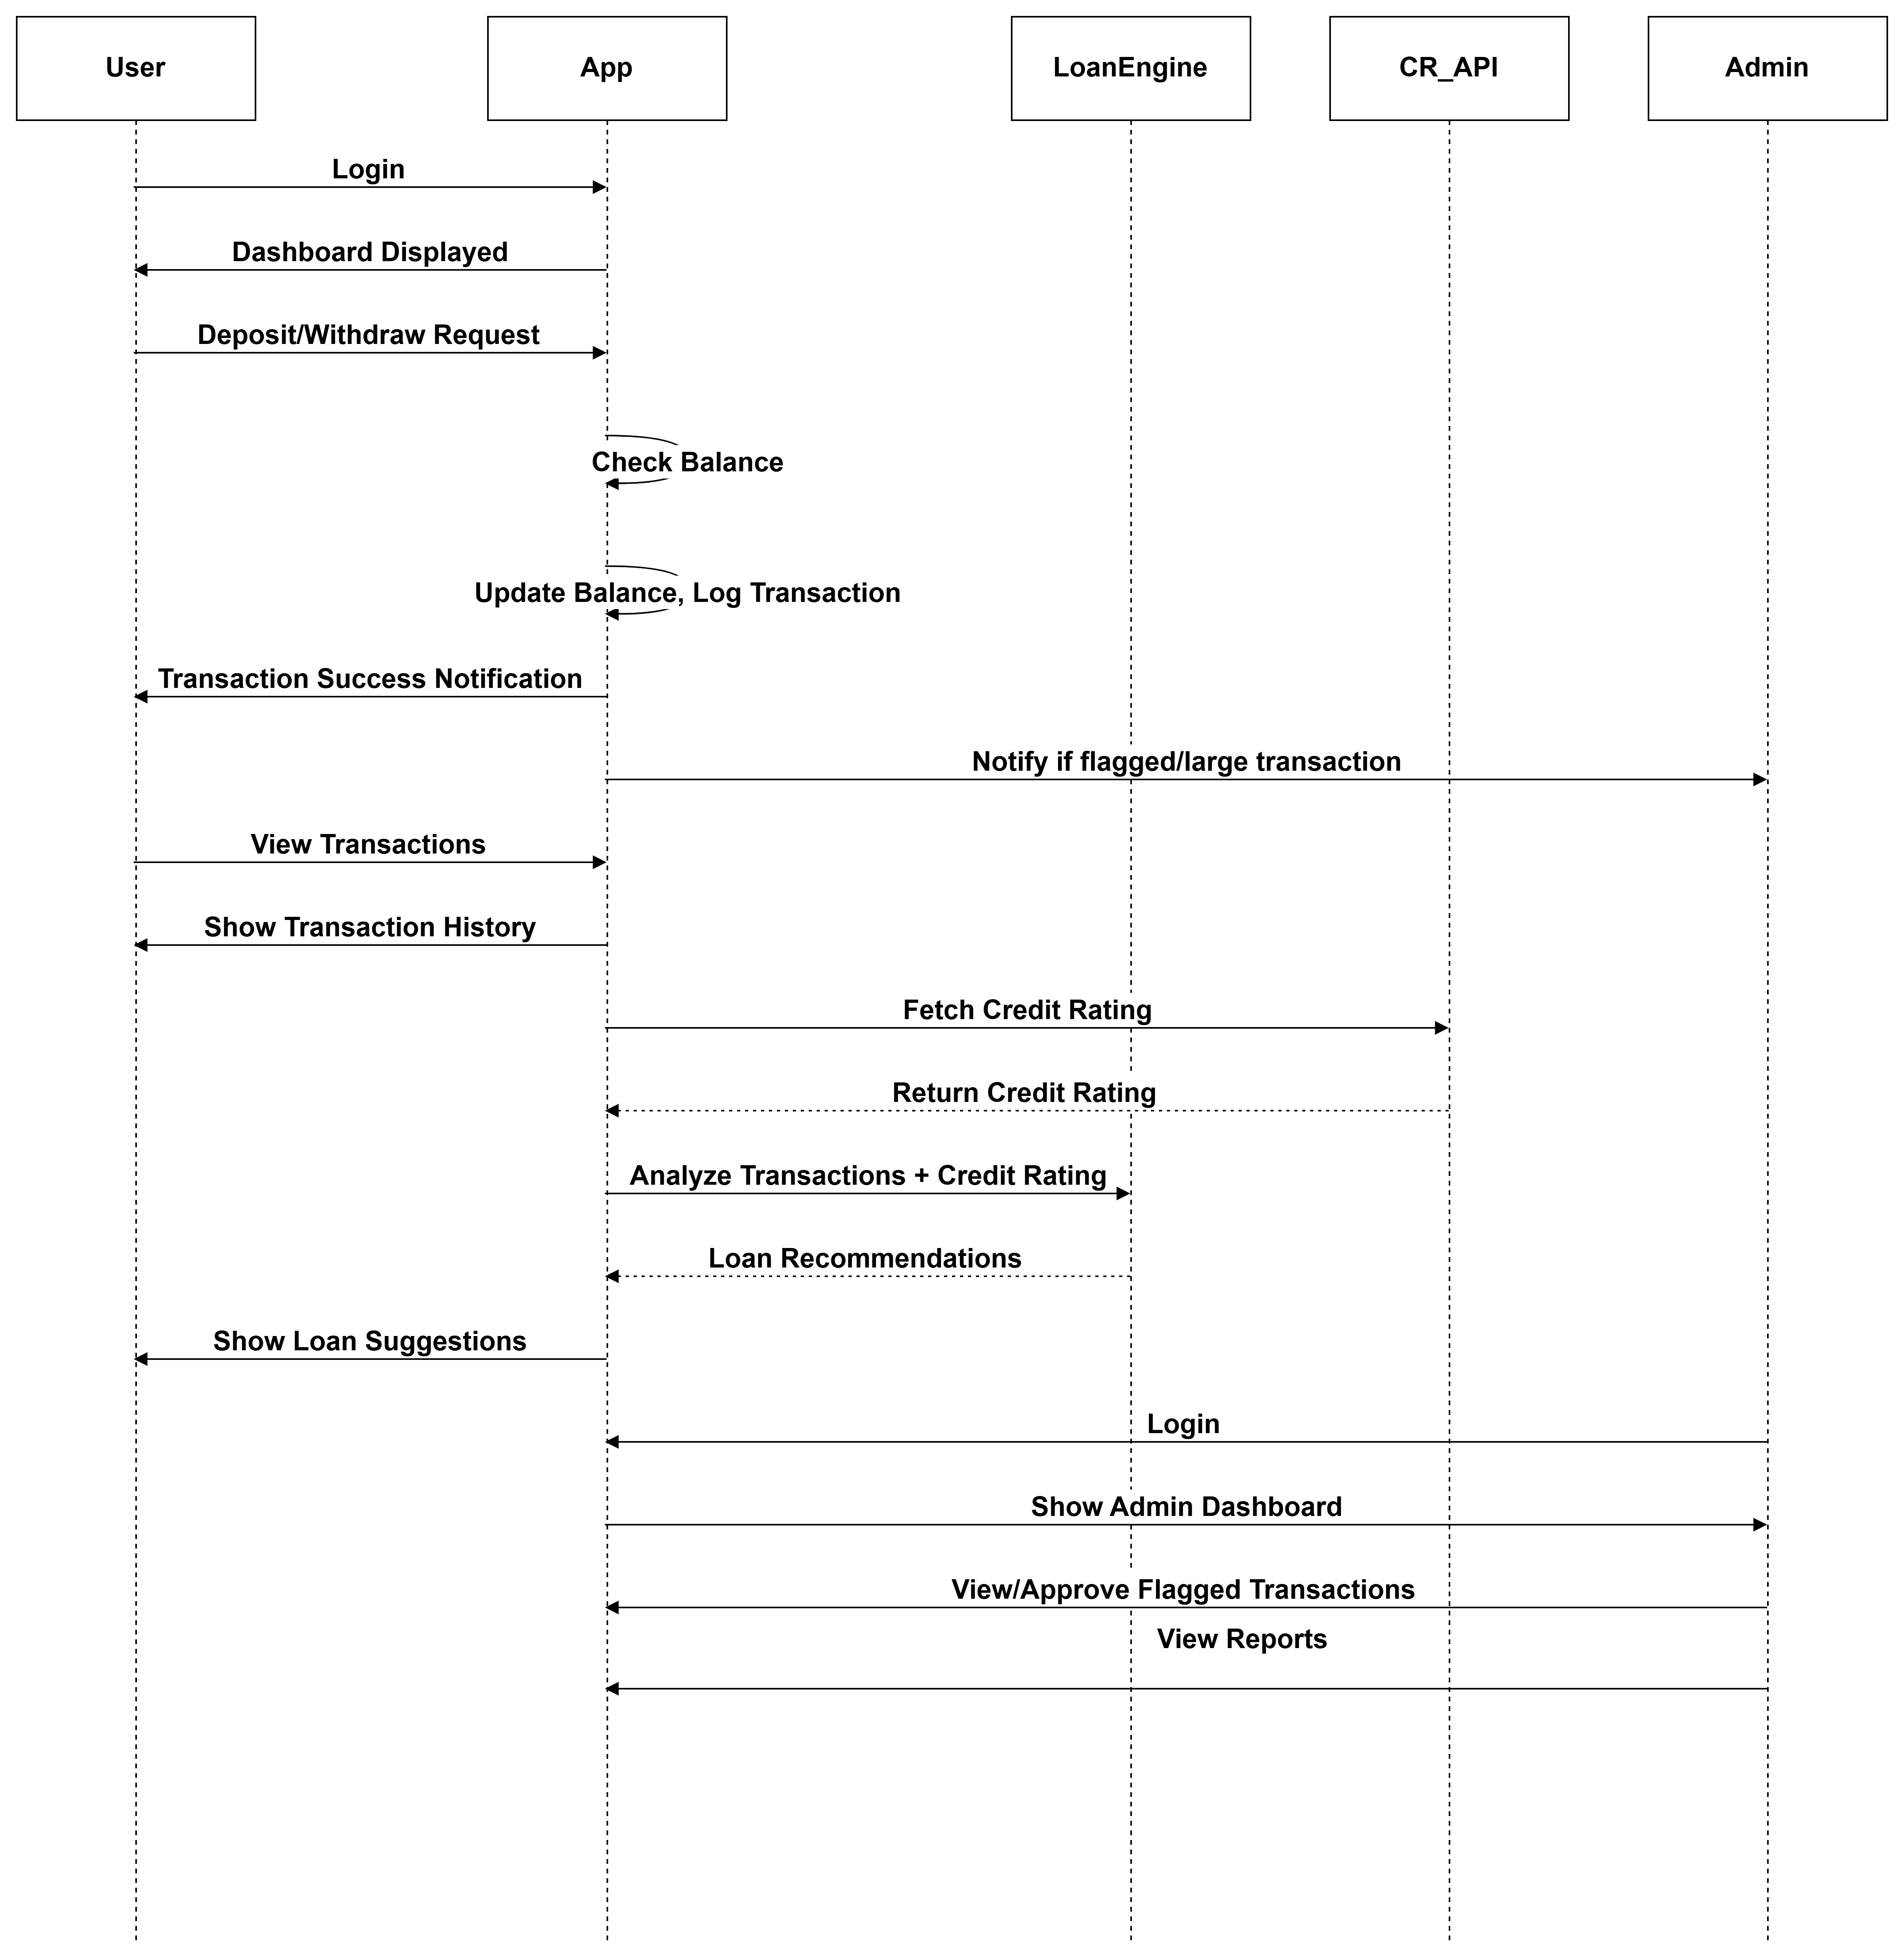 User
App
LoanEngine
CR_API
Admin
Login
Dashboard Displayed
Deposit/Withdraw Request
Check Balance
Update Balance, Log Transaction
Transaction Success Notification
Notify if flagged/large transaction
View Transactions
Show Transaction History
Fetch Credit Rating
Return Credit Rating
Analyze Transactions + Credit Rating
Loan Recommendations
Show Loan Suggestions
Login
Show Admin Dashboard
View/Approve Flagged Transactions
View Reports